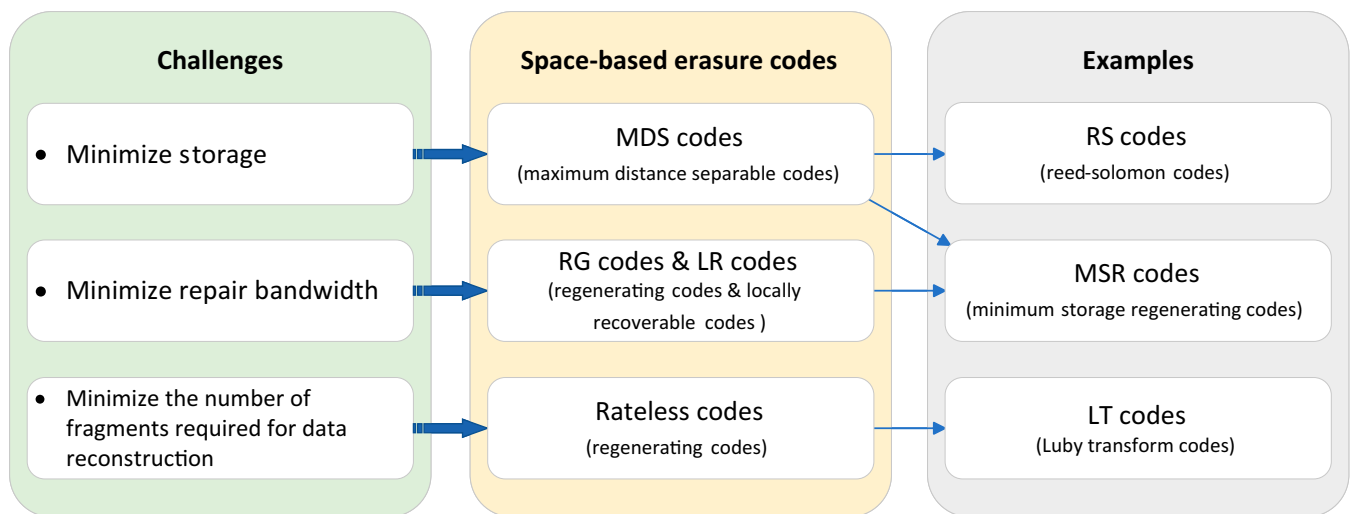 Challenges
• Minimize storage
• Minimize repair bandwidth
• Minimize the number of
fragments required for data
reconstruction
Space-based erasure codes
MDS codes
(maximum distance separable codes)
RG codes & LR codes
(regenerating codes & locally
recoverable codes )
Rateless codes
(regenerating codes)
Examples
RS codes
(reed-solomon codes)
MSR codes
(minimum storage regenerating codes)
LT codes
(Luby transform codes)